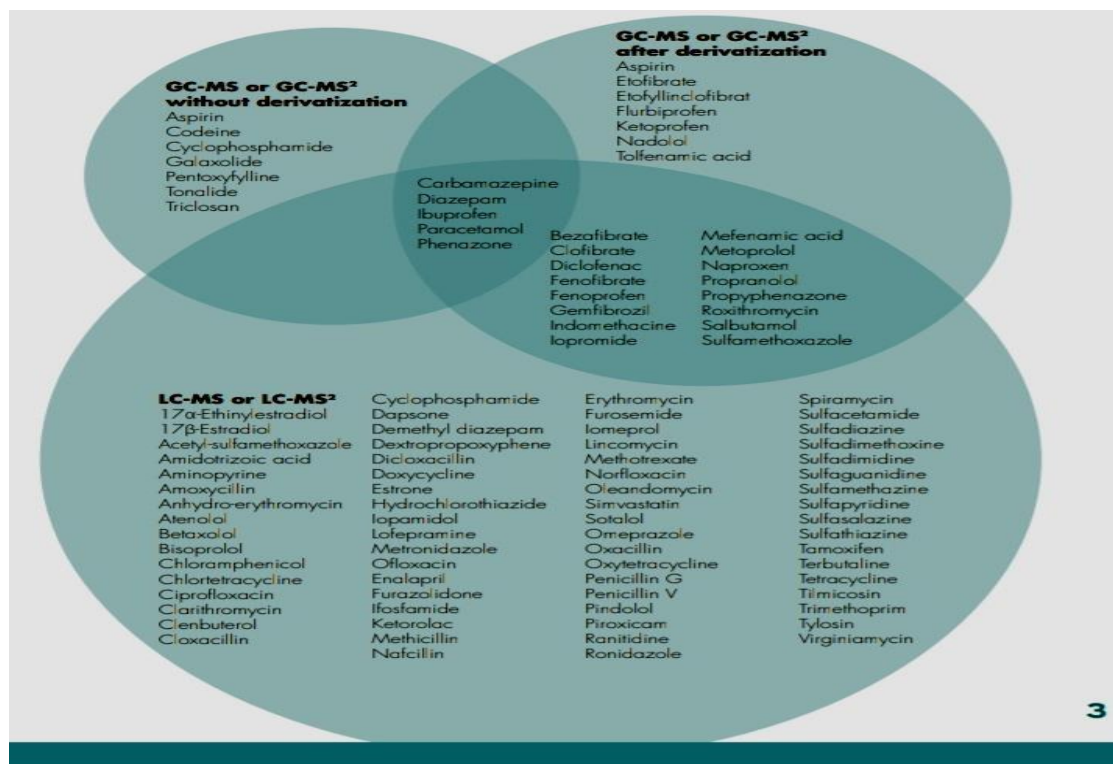 GC-MS or GC-MS²
without derivatization
Aspirin
Codeine
Cyclophosphamide
Galaxolide
Pentoxyfylline
Tonalide
Triclosan
GC-MS or GC-MS²
after derivatization
Aspirin
Etofibrate
Etofyllinclofibrat
Flurbiprofen
Ketoprofen
Nadolol
Tolfenamic acid
Carbamazepine
Diazepam
Ibuprofen
Paracetamol
Phenazone
Bezafibrate
Clofibrate
Diclofenac
Fenofibrate
Fenoprofen
Gemfibrozil
Indomethacine
Iopromide
Mefenamic acid
Metoprolol
Naproxen
Propranolol
Propyphenazone
Roxithromycin
Salbutamol
Sulfamethoxazole
LC-MS or LC-MS²
17α-Ethinylestradiol
17β-Estradiol
Acetyl-sulfamethoxazole
Amidotrizoic acid
Aminopyrine
Amoxycillin
Anhydro-erythromycin
Atenolol
Betaxolol
Bisoprolol
Chloramphenicol
Chlortetracycline
Ciprofloxacin
Clarithromycin
Clenbuterol
Cloxacillin
Cyclophosphamide
Dapsone
Demethyl diazepam
Dextropropoxyphene
Dicloxacillin
Doxycycline
Estrone
Hydrochlorothiazide
Iopamidol
Lofepramine
Metronidazole
Ofloxacin
Enalapril
Furazolidone
Ifosfamide
Ketorolac
Methicillin
Nafcillin
Erythromycin
Furosemide
Iomeprol
Lincomycin
Methotrexate
Norfloxacin
Oleandomycin
Simvastatin
Sotalol
Omeprazole
Oxacillin
Oxytetracycline
Penicillin G
Penicillin V
Pindolol
Piroxicam
Ranitidine
Ronidazole
Spiramycin
Sulfacetamide
Sulfadiazine
Sulfadimethoxine
Sulfadimidine
Sulfaguanidine
Sulfamethazine
Sulfapyridine
Sulfasalazine
Sulfathiazine
Tamoxifen
Terbutaline
Tetracycline
Tilmicosin
Trimethoprim
Tylosin
Virginiamycin
3